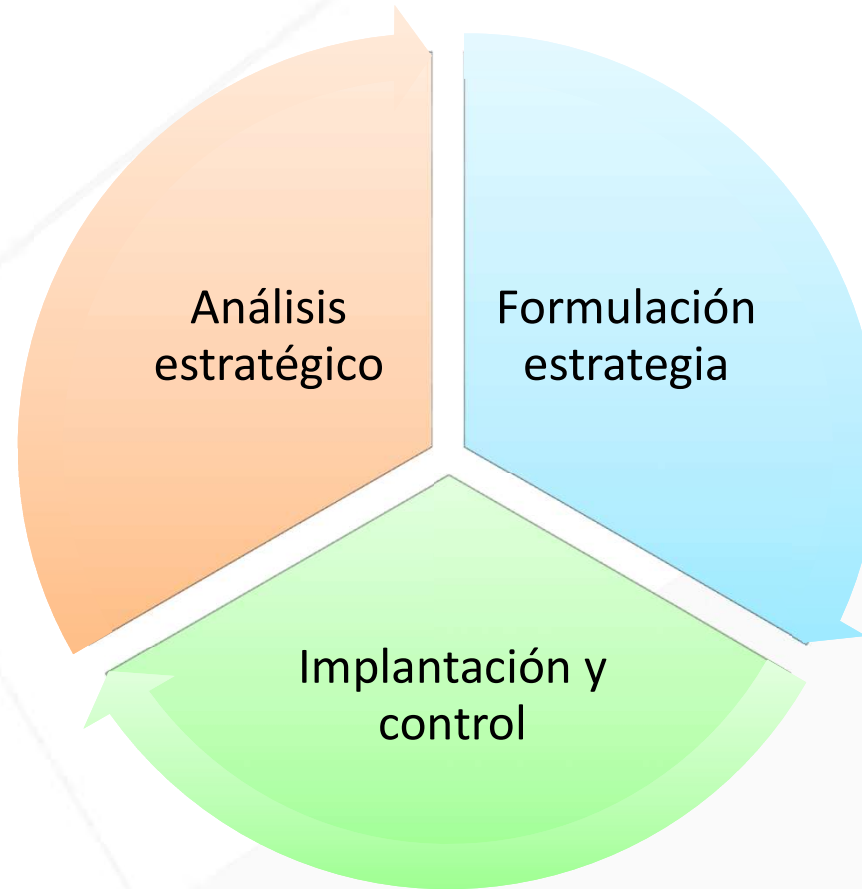 Análisis
estratégico
Formulación
estrategia
Implantación y
control